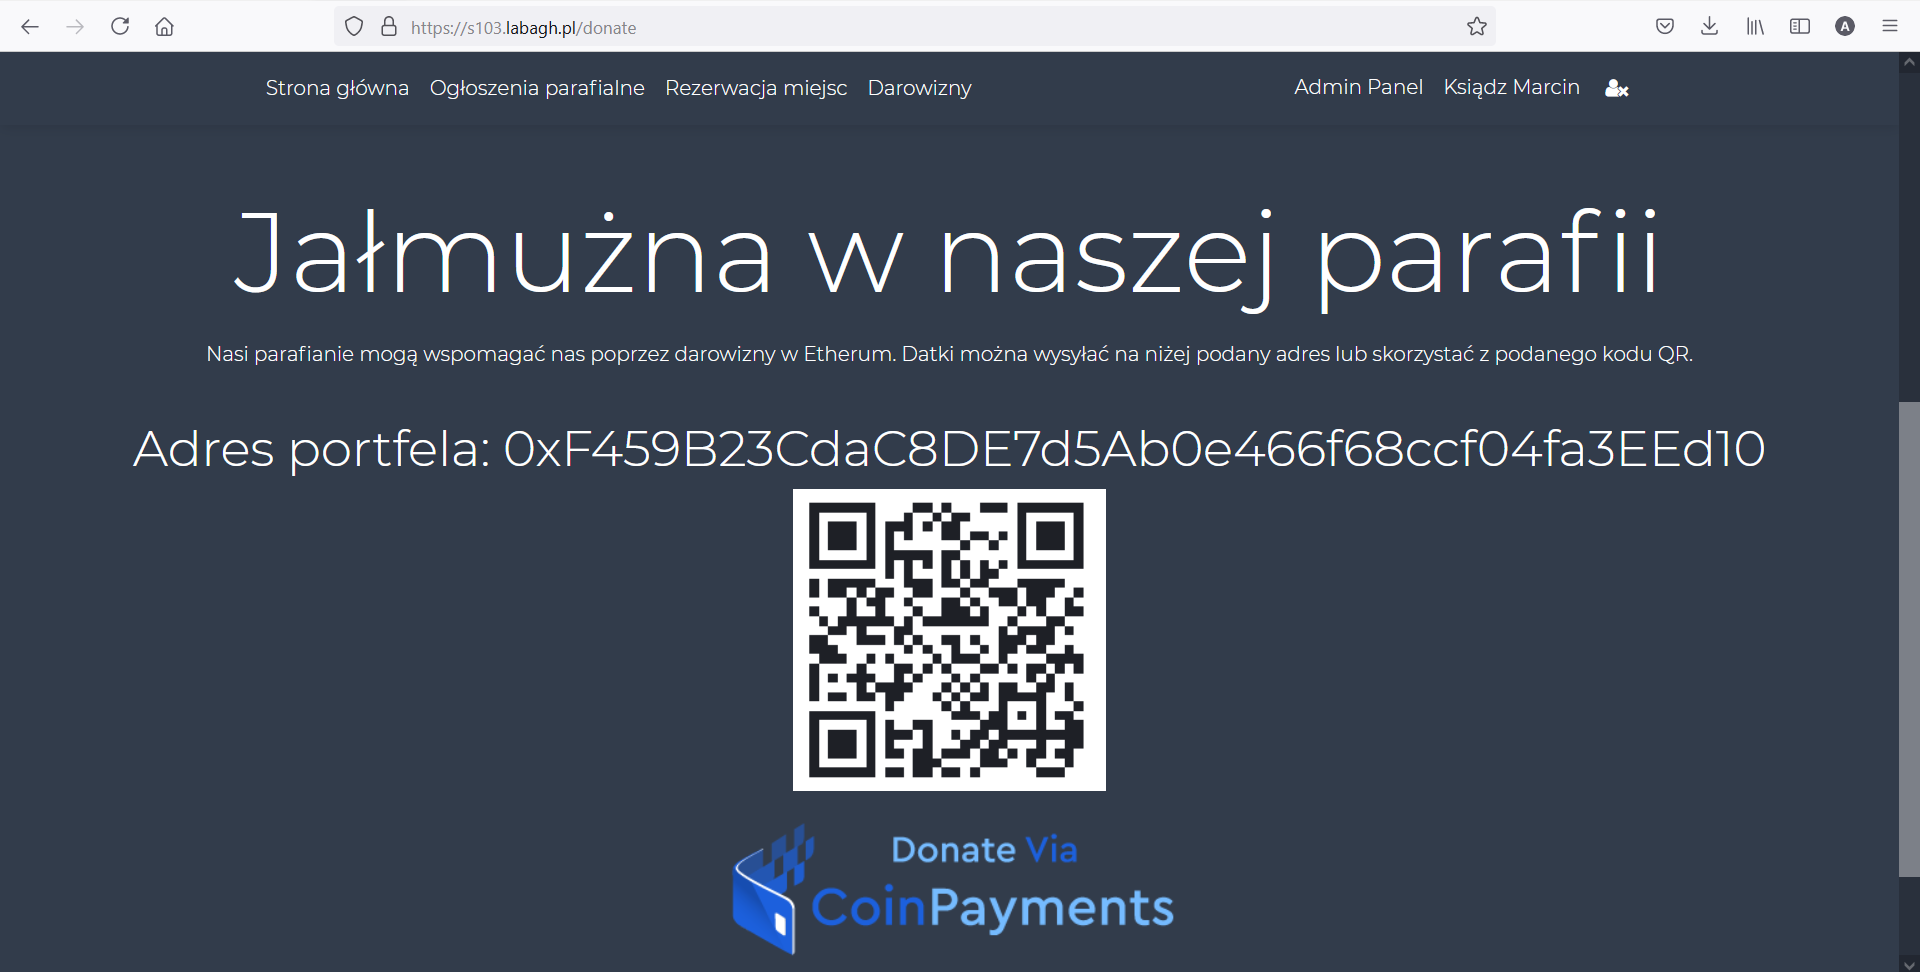 https://s103.labagh.pl/donate
A
Strona główna Ogłoszenia parafialne Rezerwacja miejsc Darowizny Admin Panel Ksiądz Marcin
Jałmużna w naszej parafii
Nasi parafianie mogą wspomagać nas poprzez darowizny w Etherum. Datki można wysyłać na niżej podany adres lub skorzystać z podanego kodu QR.
Adres portfela: 0xF459B23CdaC8DE7d5Ab0e466f68ccf04fa3EEd10
Donate Via
CoinPayments